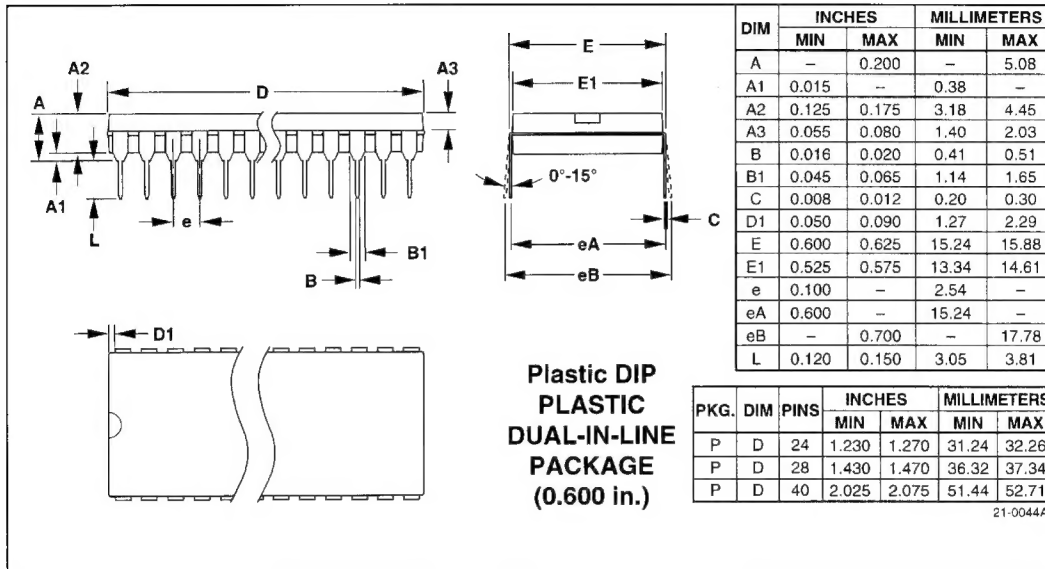 A2
A3
A
D
A1
L
e
B1
B
E
E1
0°-15°
C
eA
eB
D1
Plastic DIP
PLASTIC
DUAL-IN-LINE
PACKAGE
(0.600 in.)
DIM INCHES MILLIMETERS
MIN MAX MIN MAX
A – 0.200 – 5.08
A1 0.015 – 0.38 –
A2 0.125 0.175 3.18 4.45
A3 0.055 0.080 1.40 2.03
B 0.016 0.020 0.41 0.51
B1 0.045 0.065 1.14 1.65
C 0.008 0.012 0.20 0.30
D1 0.050 0.090 1.27 2.29
E 0.600 0.625 15.24 15.88
E1 0.525 0.575 13.34 14.61
e 0.100 – 2.54 –
eA 0.600 – 15.24 –
eB – 0.700 – 17.78
L 0.120 0.150 3.05 3.81
PKG. DIM PINS INCHES MILLIMETERS
MIN MAX MIN MAX
P D 24 1.230 1.270 31.24 32.26
P D 28 1.430 1.470 36.32 37.34
P D 40 2.025 2.075 51.44 52.71
21-0044A